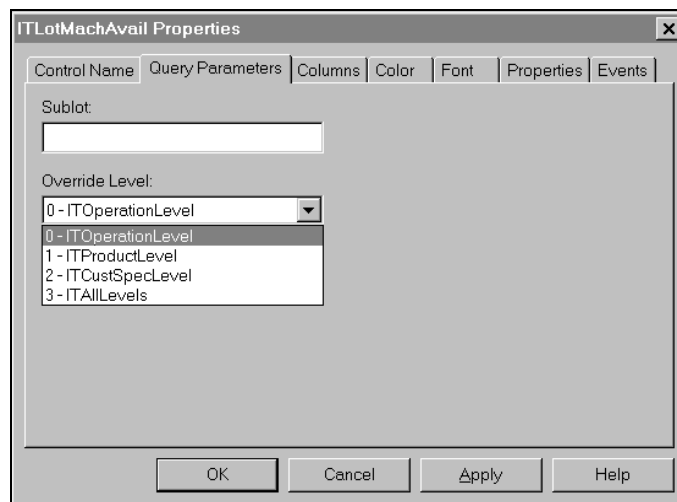 ITLotMachAvail Properties
Control Name Query Parameters Columns Color Font Properties Events
Sublot:
Override Level:
0 - ITOperationLevel
0 - ITOperationLevel
1 - ITProductLevel
2 - ITCustSpecLevel
3 - ITAllLevels
OK Cancel Apply Help